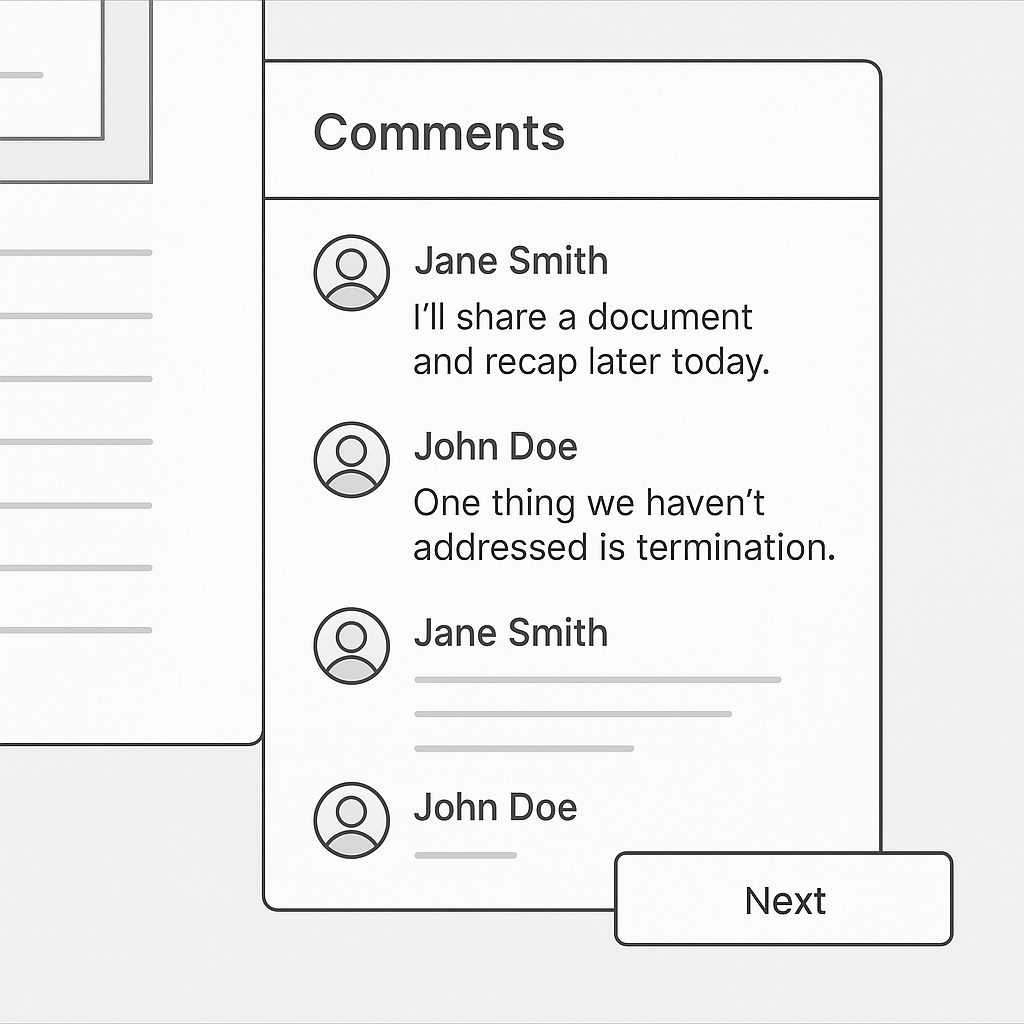 Comments
Jane Smith
I’ll share a document
and recap later today.
John Doe
One thing we haven’t
addressed is termination.
Jane Smith
John Doe
Next